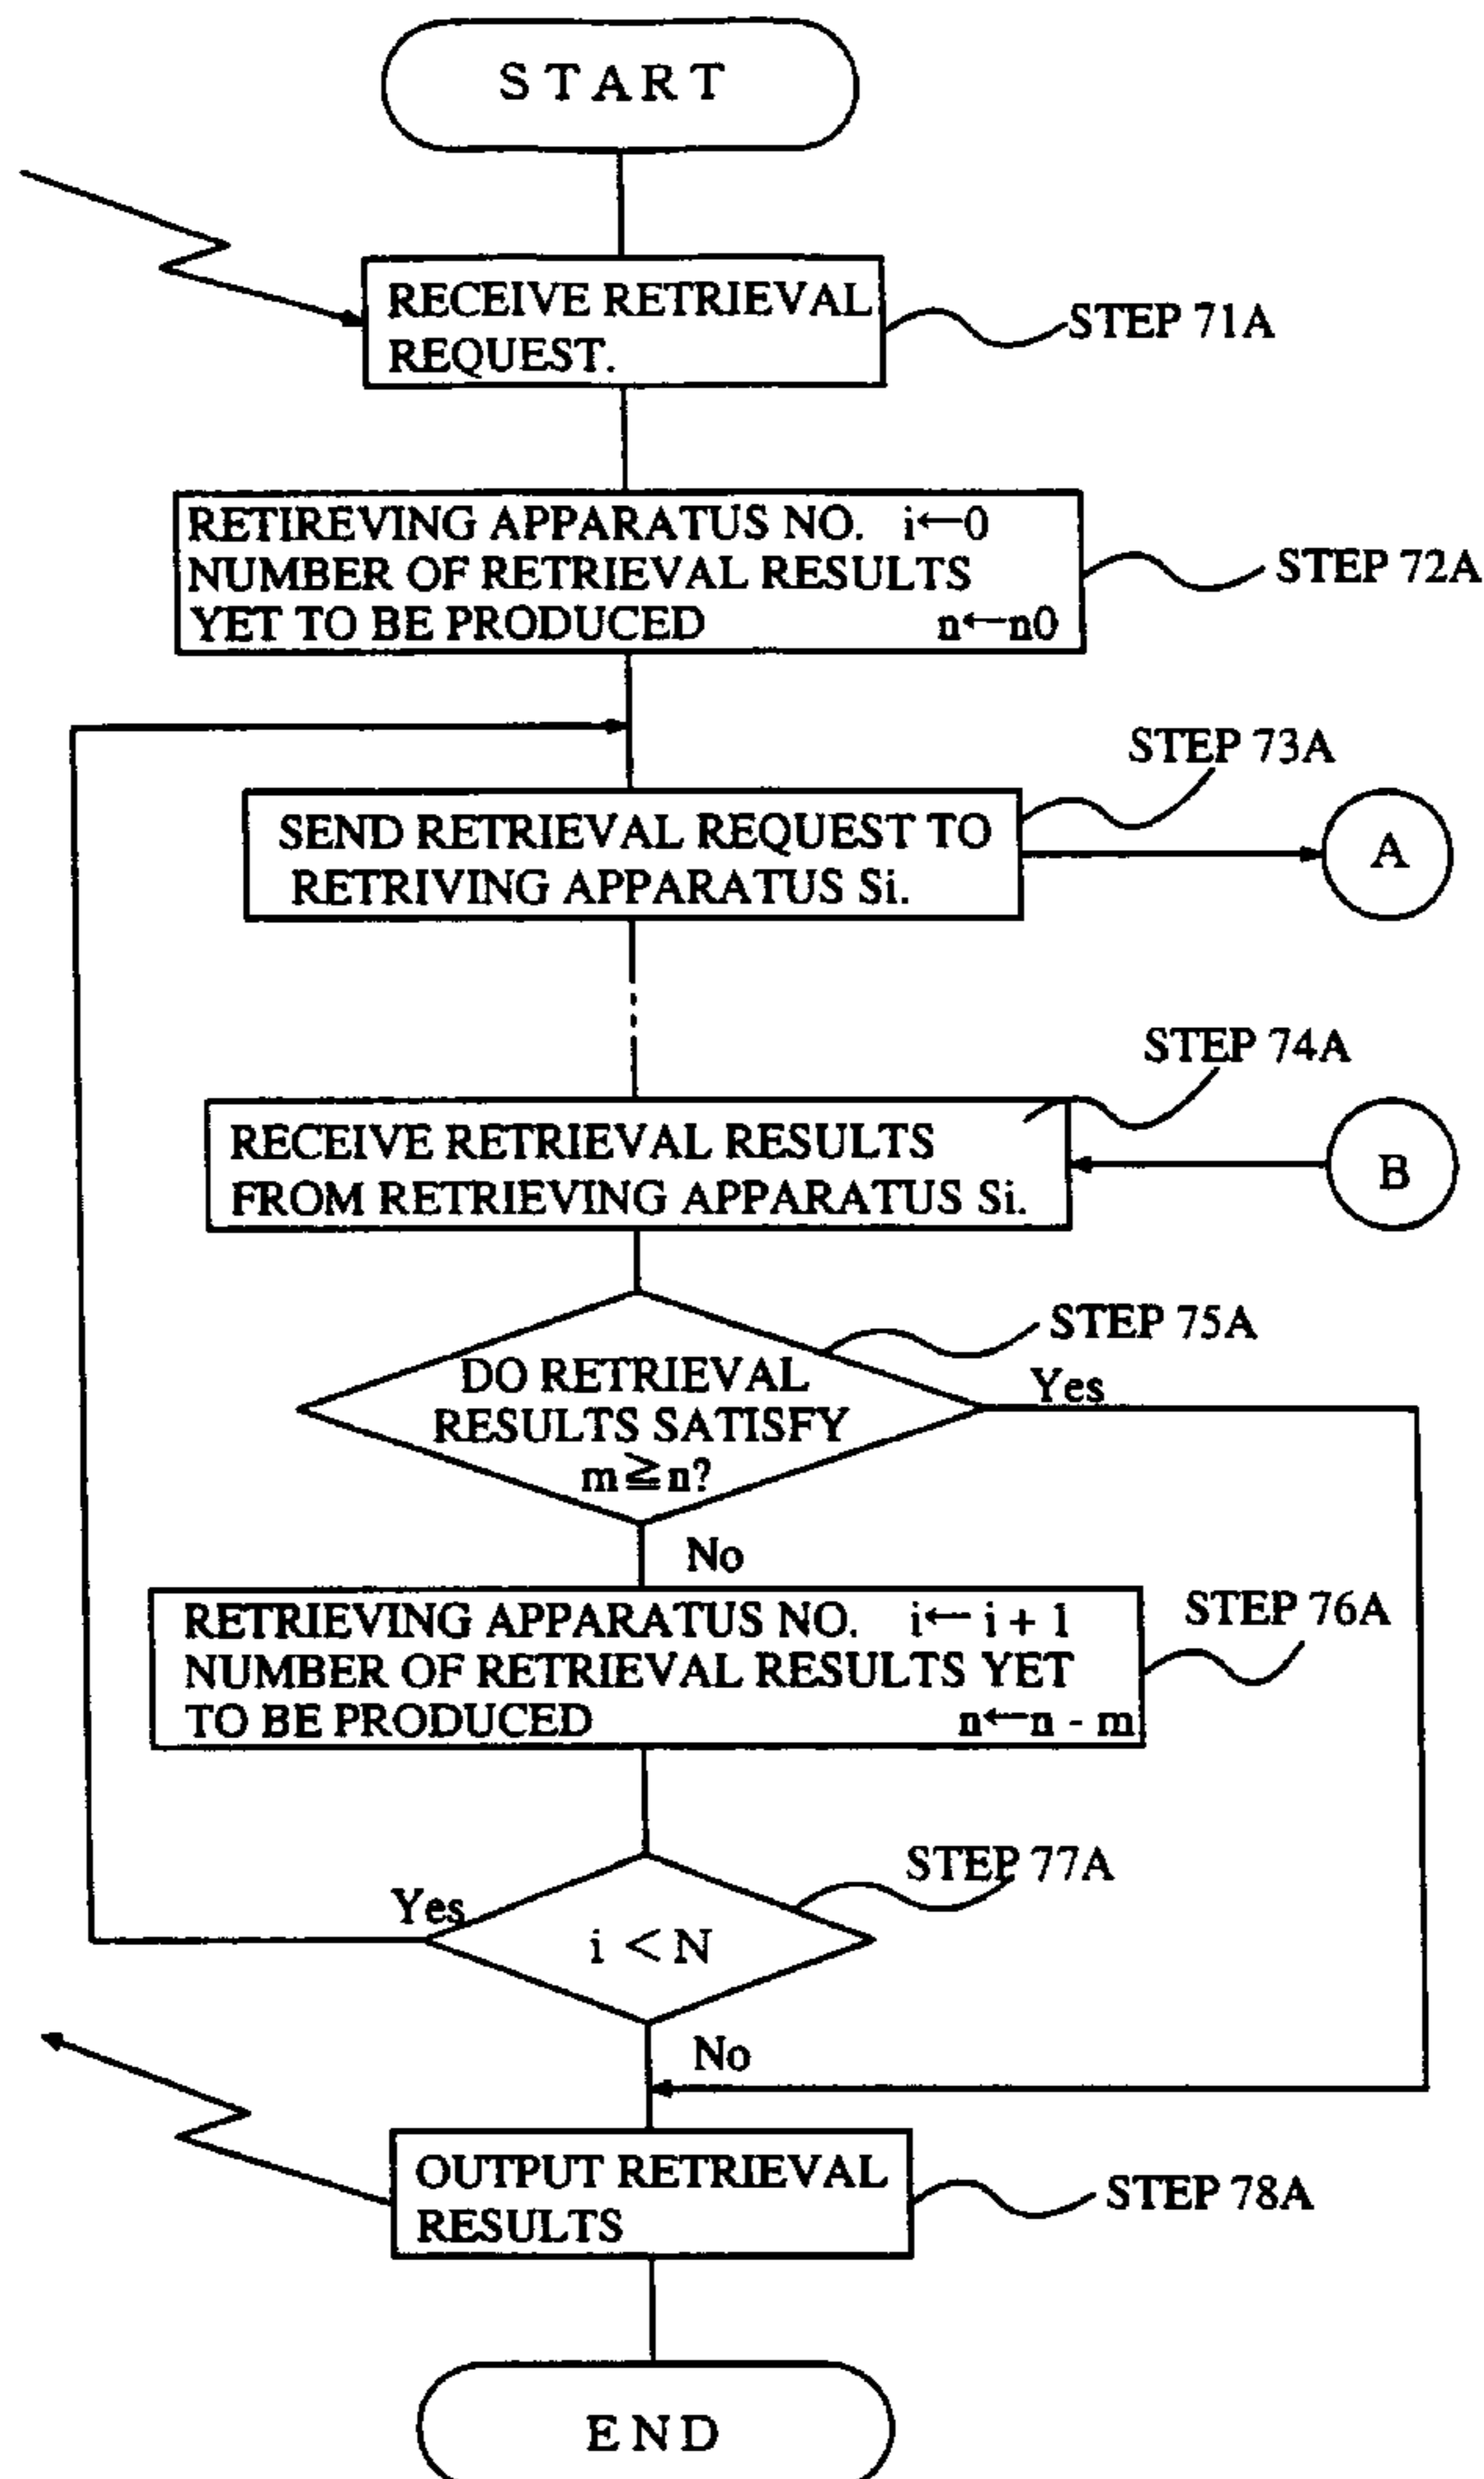 START
RECEIVE RETRIEVAL
REQUEST.
STEP 71A
RETIREVING APPARATUS NO. i←0
NUMBER OF RETRIEVAL RESULTS
YET TO BE PRODUCED n←n0
STEP 72A
STEP 73A
SEND RETRIEVAL REQUEST TO
RETRIVING APPARATUS Si.
A
STEP 74A
RECEIVE RETRIEVAL RESULTS
FROM RETRIEVING APPARATUS Si.
B
STEP 75A
DO RETRIEVAL
RESULTS SATISFY
m≧n?
Yes
No
RETRIEVING APPARATUS NO. i← i + 1
NUMBER OF RETRIEVAL RESULTS YET
TO BE PRODUCED n←n - m
STEP 76A
STEP 77A
Yes
i < N
No
OUTPUT RETRIEVAL
RESULTS
STEP 78A
END